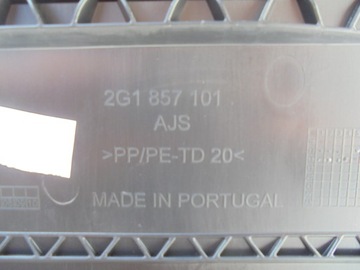 2G1 857 101
AJS
>PP/PE-TD 20<
MADE IN PORTUGAL